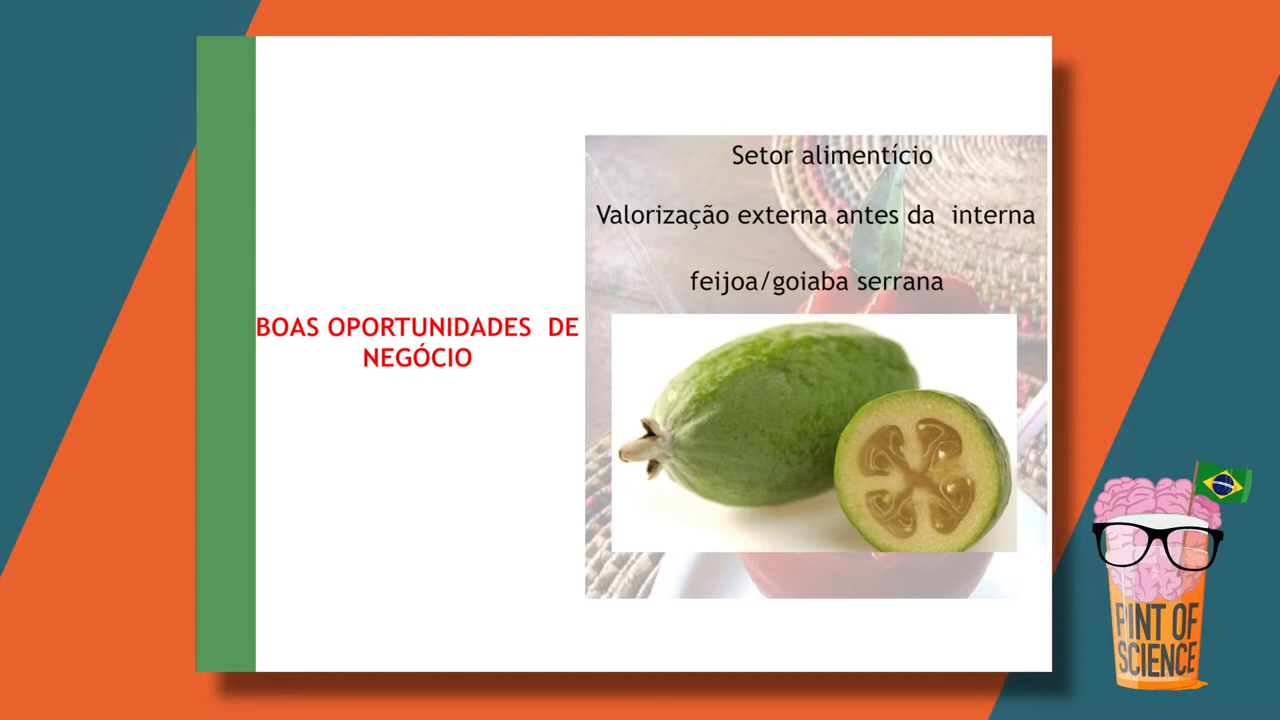 Setor alimentício
Valorização externa antes da interna
feijoa/goiaba serrana
BOAS OPORTUNIDADES DE
NEGÓCIO
PINT OF
SCIENCE